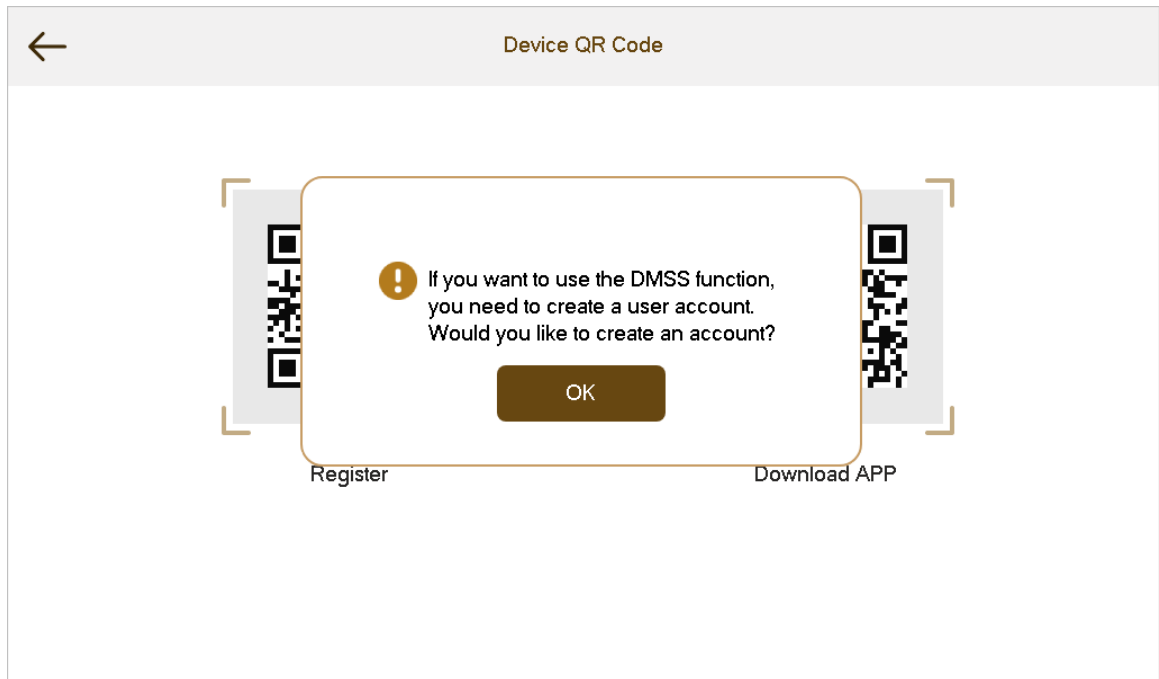 Device QR Code
If you want to use the DMSS function,
you need to create a user account.
Would you like to create an account?
OK
Register
Download APP